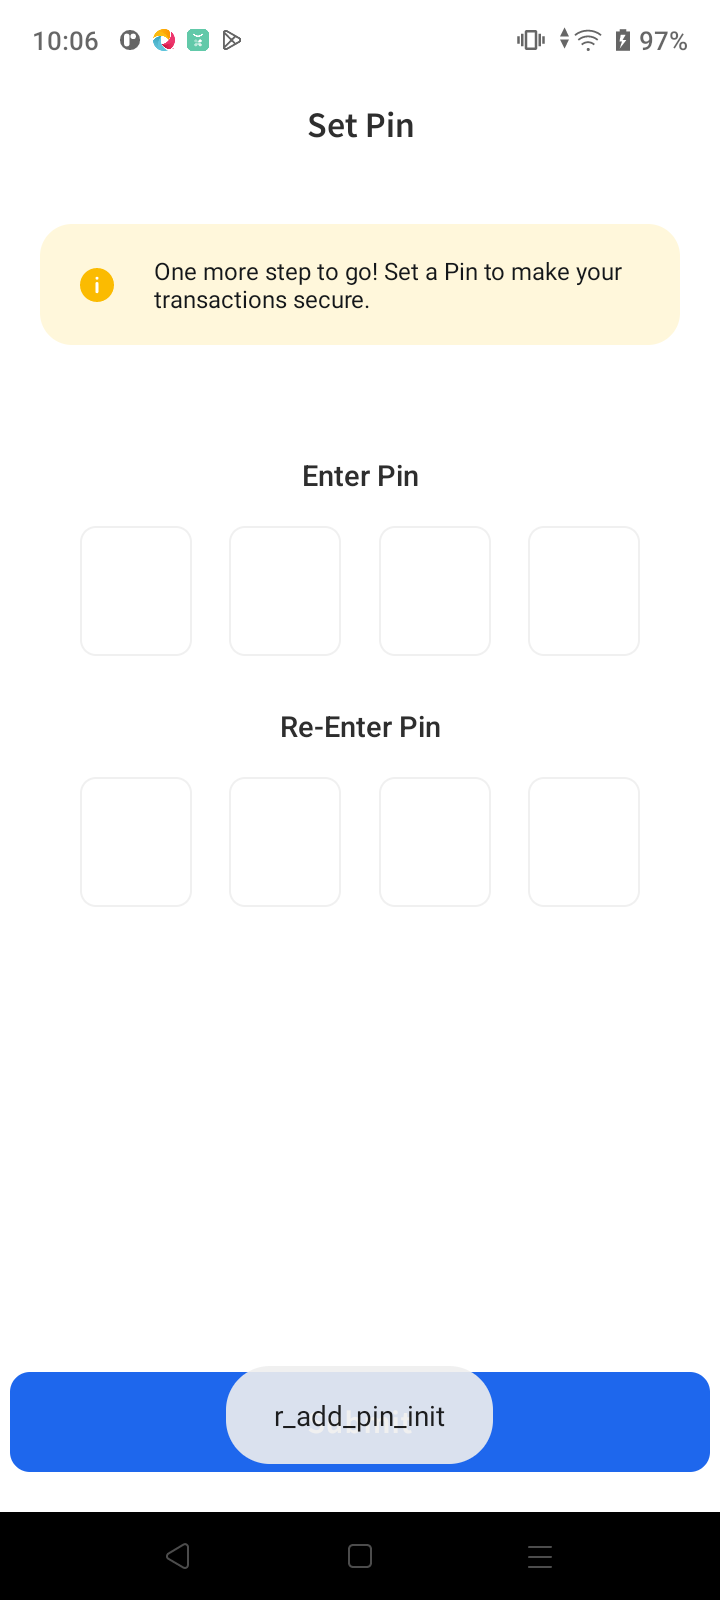 10:06
97%
Set Pin
One more step to go! Set a Pin to make your
transactions secure.
Enter Pin
Re-Enter Pin
r_add_pin_init